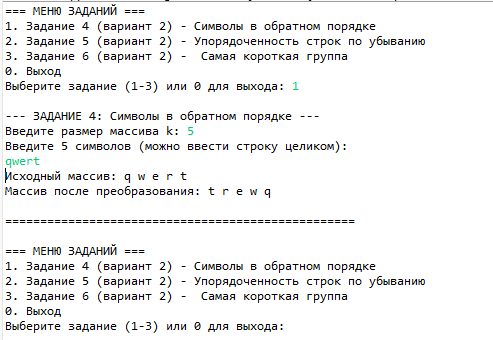 === МЕНЮ ЗАДАНИЙ ===
1. Задание 4 (вариант 2) - Символы в обратном порядке
2. Задание 5 (вариант 2) - Упорядоченность строк по убыванию
3. Задание 6 (вариант 2) -  Самая короткая группа
0. Выход
Выберите задание (1-3) или 0 для выхода: 1
--- ЗАДАНИЕ 4: Символы в обратном порядке ---
Введите размер массива k: 5
Введите 5 символов (можно ввести строку целиком):
qwert
Исходный массив: q w e r t
Массив после преобразования: t r e w q
==================================================
=== МЕНЮ ЗАДАНИЙ ===
1. Задание 4 (вариант 2) - Символы в обратном порядке
2. Задание 5 (вариант 2) - Упорядоченность строк по убыванию
3. Задание 6 (вариант 2) -  Самая короткая группа
0. Выход
Выберите задание (1-3) или 0 для выхода: